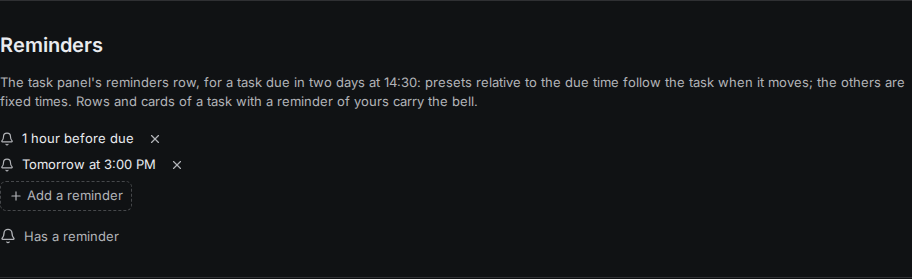 Reminders
The task panel's reminders row, for a task due in two days at 14:30: presets relative to the due time follow the task when it moves; the others are
fixed times. Rows and cards of a task with a reminder of yours carry the bell.
1 hour before due
Tomorrow at 3:00 PM
+ Add a reminder
Has a reminder